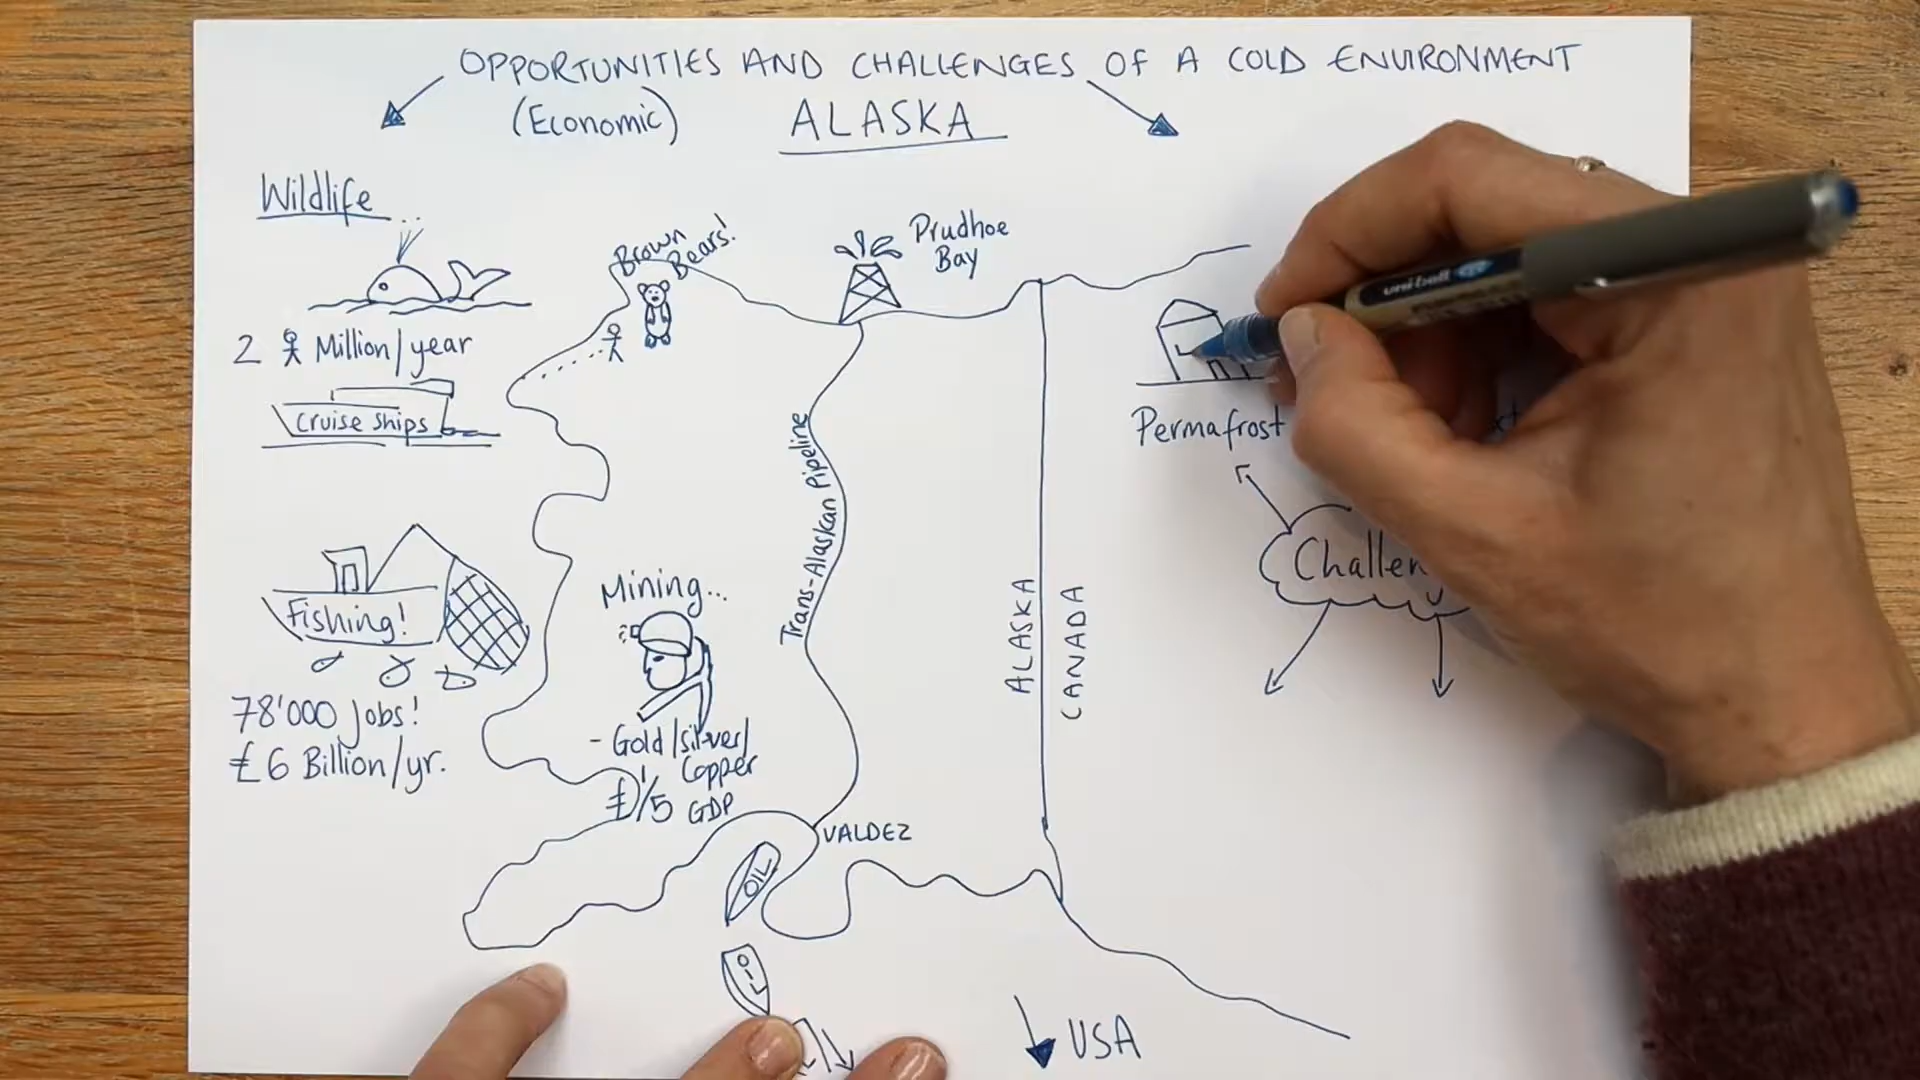 OPPORTUNITIES AND CHALLENGES OF A COLD ENVIRONMENT
(Economic)
ALASKA
Wildlife
2 Million/year
Cruise Ships
Fishing!
78'000 Jobs!
£6 Billion/yr.
Brown
Bears!
Prudhoe
Bay
Trans-Alaskan Pipeline
Mining...
- Gold/silver/
Copper
£1/5 GDP
VALDEZ
OIL
OIL
ALASKA
CANADA
USA
Permafrost
uni-ball